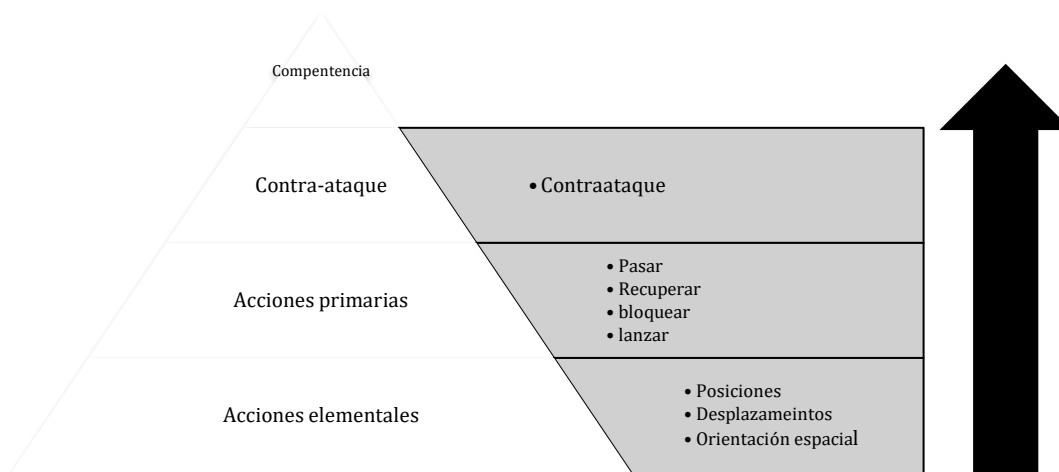 Compentencia
Contra-ataque
• Contraataque
Acciones primarias
• Pasar
• Recuperar
• bloquear
• lanzar
Acciones elementales
• Posiciones
• Desplazameintos
• Orientación espacial